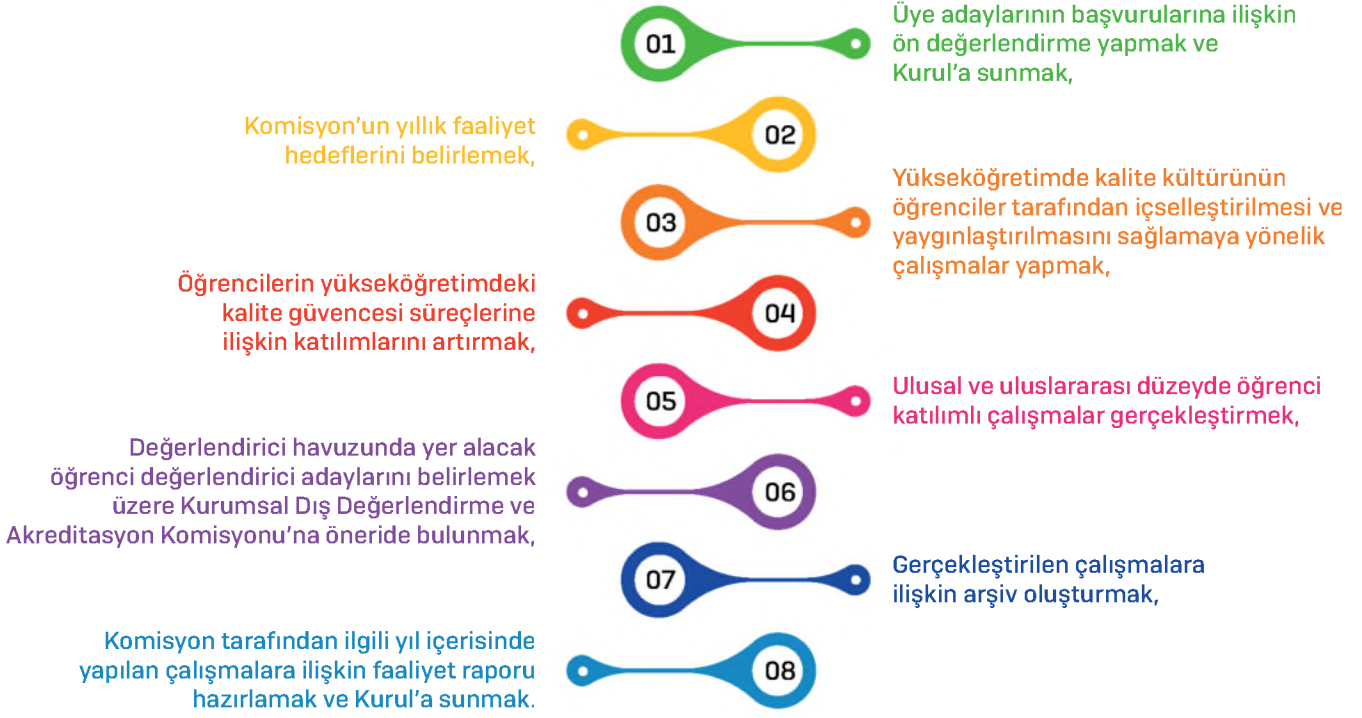 01
Üye adaylarının başvurularına ilişkin
ön değerlendirme yapmak ve
Kurul'a sunmak,
02
Komisyon'un yıllık faaliyet
hedeflerini belirlemek,
03
Yükseköğretimde kalite kültürünün
öğrenciler tarafından içselleştirilmesi ve
yaygınlaştırılmasını sağlamaya yönelik
çalışmalar yapmak,
04
Öğrencilerin yükseköğretimdeki
kalite güvencesi süreçlerine
ilişkin katılımlarını artırmak,
05
Ulusal ve uluslararası düzeyde öğrenci
katılımlı çalışmalar gerçekleştirmek,
06
Değerlendirici havuzunda yer alacak
öğrenci değerlendirici adaylarını belirlemek
üzere Kurumsal Dış Değerlendirme ve
Akreditasyon Komisyonu'na öneride bulunmak,
07
Gerçekleştirilen çalışmalara
ilişkin arşiv oluşturmak,
08
Komisyon tarafından ilgili yıl içerisinde
yapılan çalışmalara ilişkin faaliyet raporu
hazırlamak ve Kurul'a sunmak.